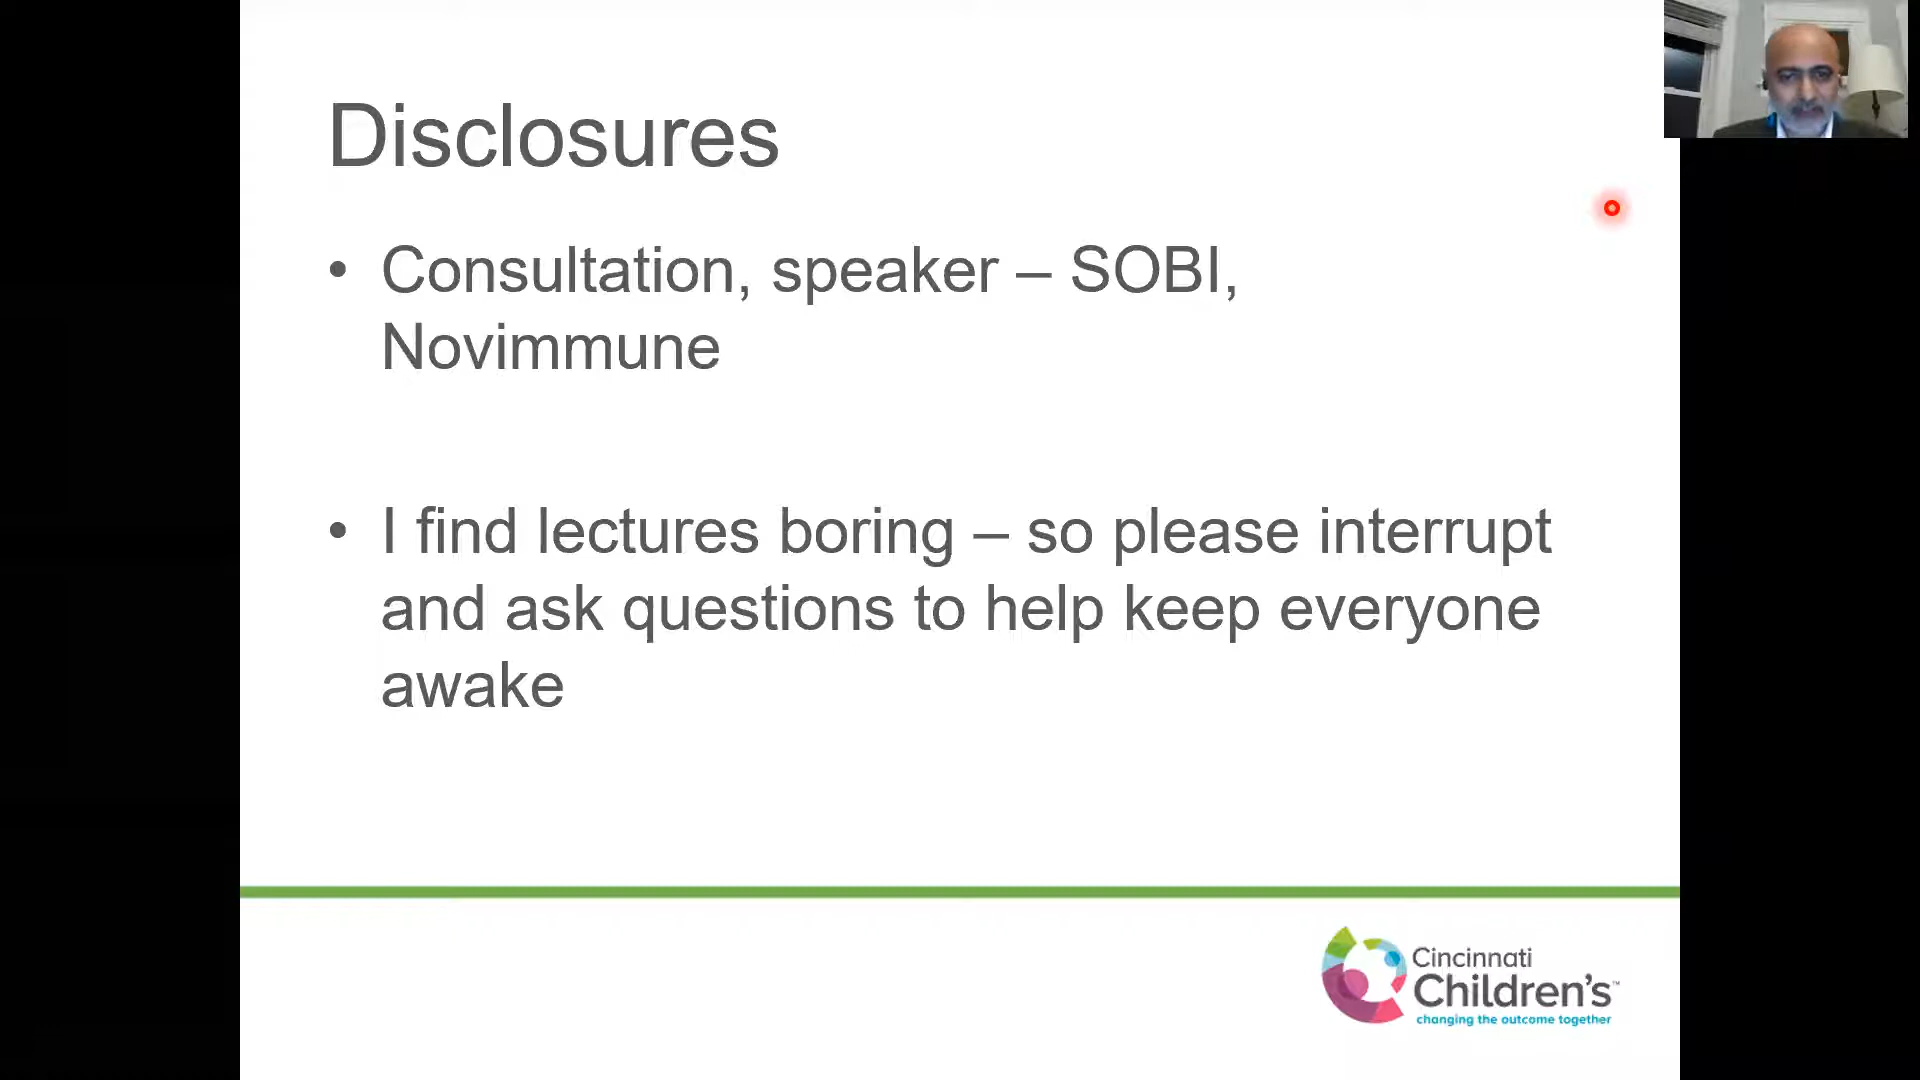 Disclosures
• Consultation, speaker – SOBI,
Novimmune
• I find lectures boring – so please interrupt
and ask questions to help keep everyone
awake
Cincinnati
Children's™
changing the outcome together